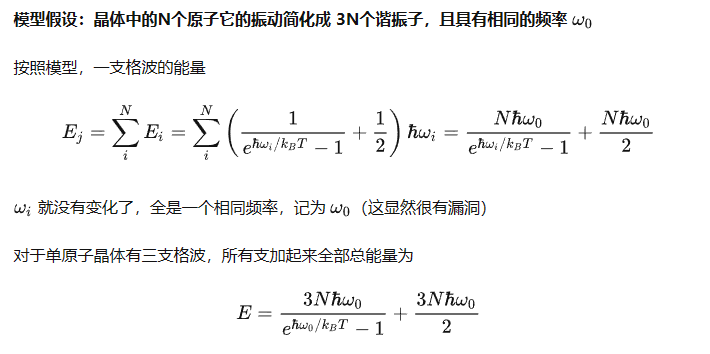 模型假设：晶体中的N个原子它的振动简化成 3N个谐振子，且具有相同的频率 ω₀
按照模型，一支格波的能量
$E_j = \sum_{i}^{N} E_i = \sum_{i}^{N} \left( \frac{1}{e^{\hbar\omega_i/k_BT} - 1} + \frac{1}{2} \right) \hbar\omega_i = \frac{N\hbar\omega_0}{e^{\hbar\omega_i/k_BT} - 1} + \frac{N\hbar\omega_0}{2}$
ωᵢ 就没有变化了，全是一个相同频率，记为 ω₀（这显然很有漏洞）
对于单原子晶体有三支格波，所有支加起来全部总能量为
$E = \frac{3N\hbar\omega_0}{e^{\hbar\omega_0/k_BT} - 1} + \frac{3N\hbar\omega_0}{2}$